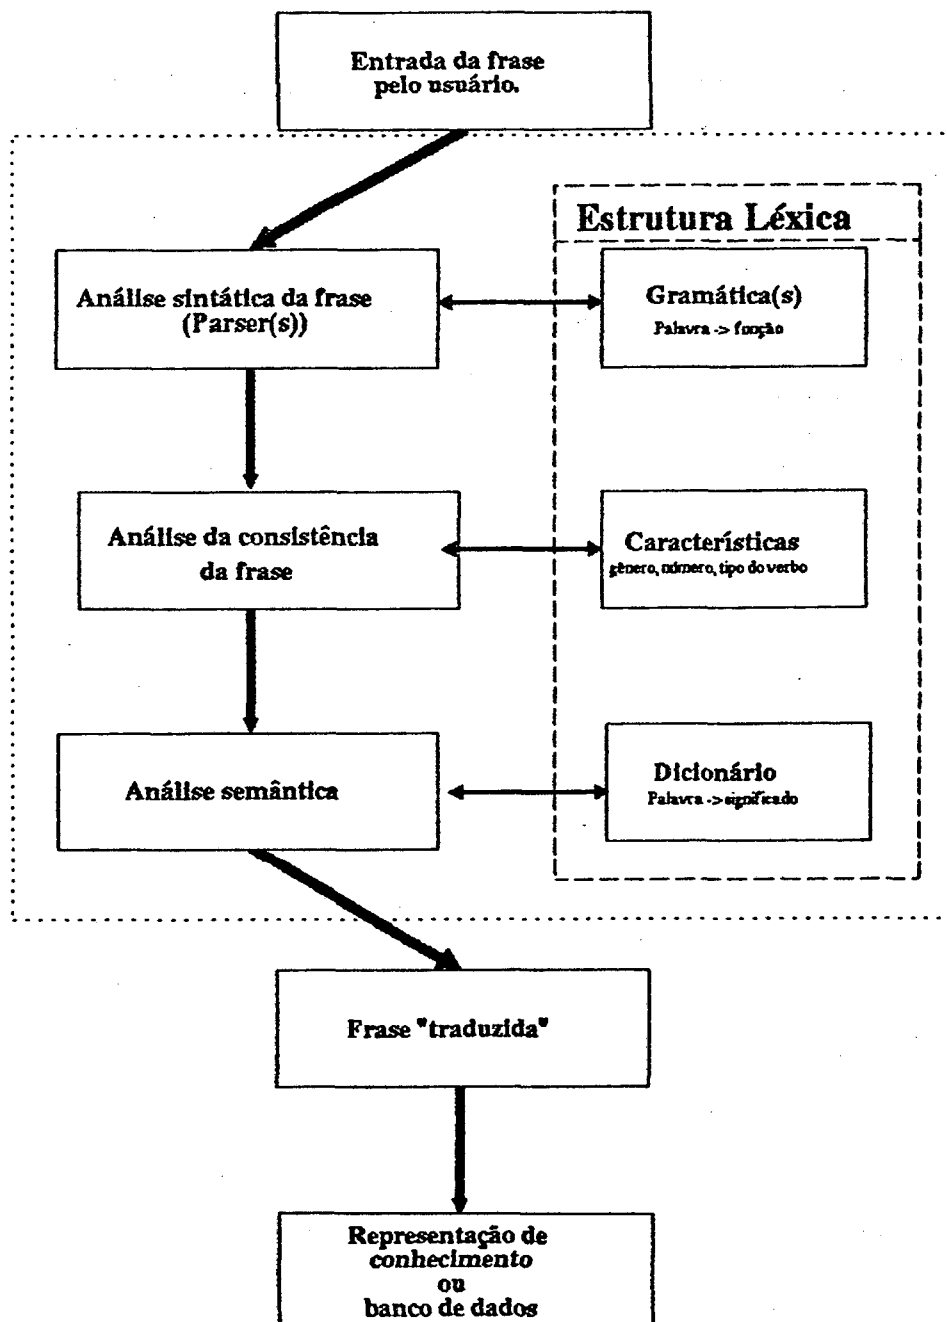 Entrada da frase
pelo usuário.
Estrutura Léxica
Análise sintática da frase
(Parser(s))
Gramática(s)
Palavra -> função
Análise da consistência
da frase
Características
gênero, número, tipo do verbo
Análise semântica
Dicionário
Palavra -> significado
Frase "traduzida"
Representação de
conhecimento
ou
banco de dados